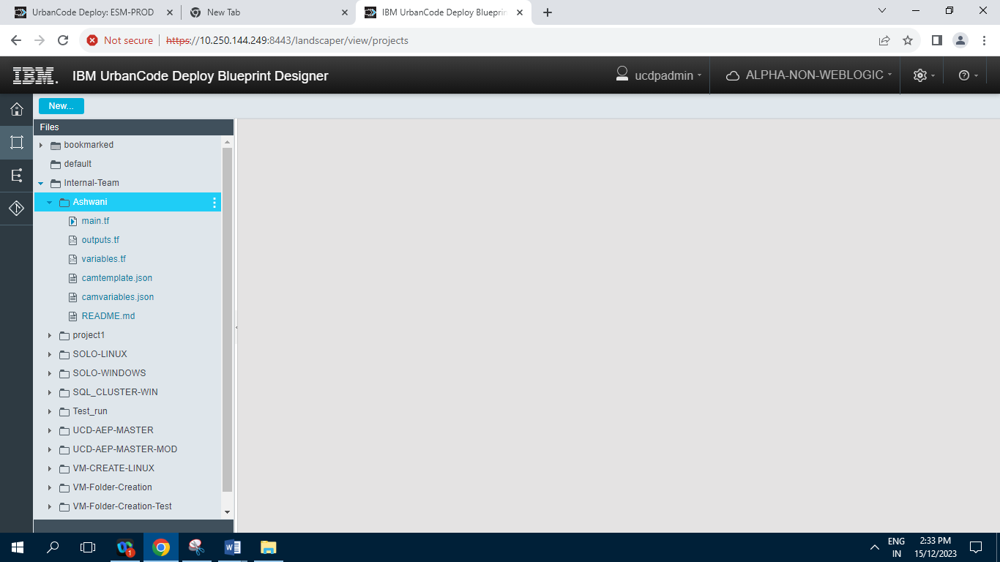 UrbanCode Deploy: ESM-PROD
New Tab
IBM UrbanCode Deploy Blueprin
Not secure
https://10.250.144.249:8443/landscaper/view/projects
IBM.
IBM UrbanCode Deploy Blueprint Designer
ucdpadmin
ALPHA-NON-WEBLOGIC
New...
Files
bookmarked
default
Internal-Team
Ashwani
main.tf
outputs.tf
variables.tf
camtemplate.json
camvariables.json
README.md
project1
SOLO-LINUX
SOLO-WINDOWS
SQL_CLUSTER-WIN
Test_run
UCD-AEP-MASTER
UCD-AEP-MASTER-MOD
VM-CREATE-LINUX
VM-Folder-Creation
VM-Folder-Creation-Test
1
ENG
IN
2:33 PM
15/12/2023